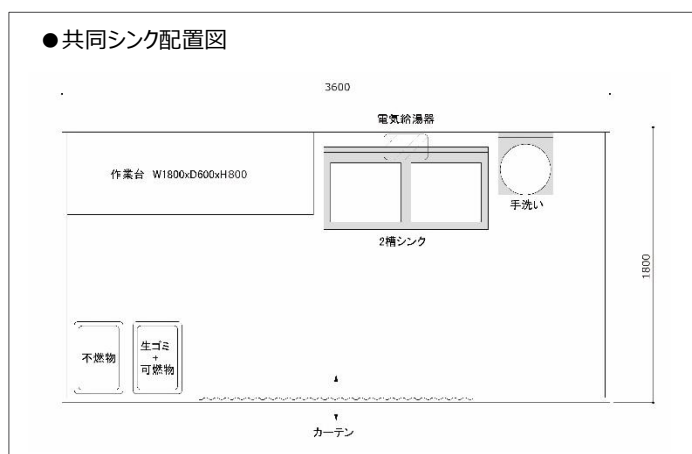 ●共同シンク配置図
3600
電気給湯器
作業台 W1800xD600xH800
手洗い
2槽シンク
1800
不燃物
生ゴミ
+
可燃物
カーテン